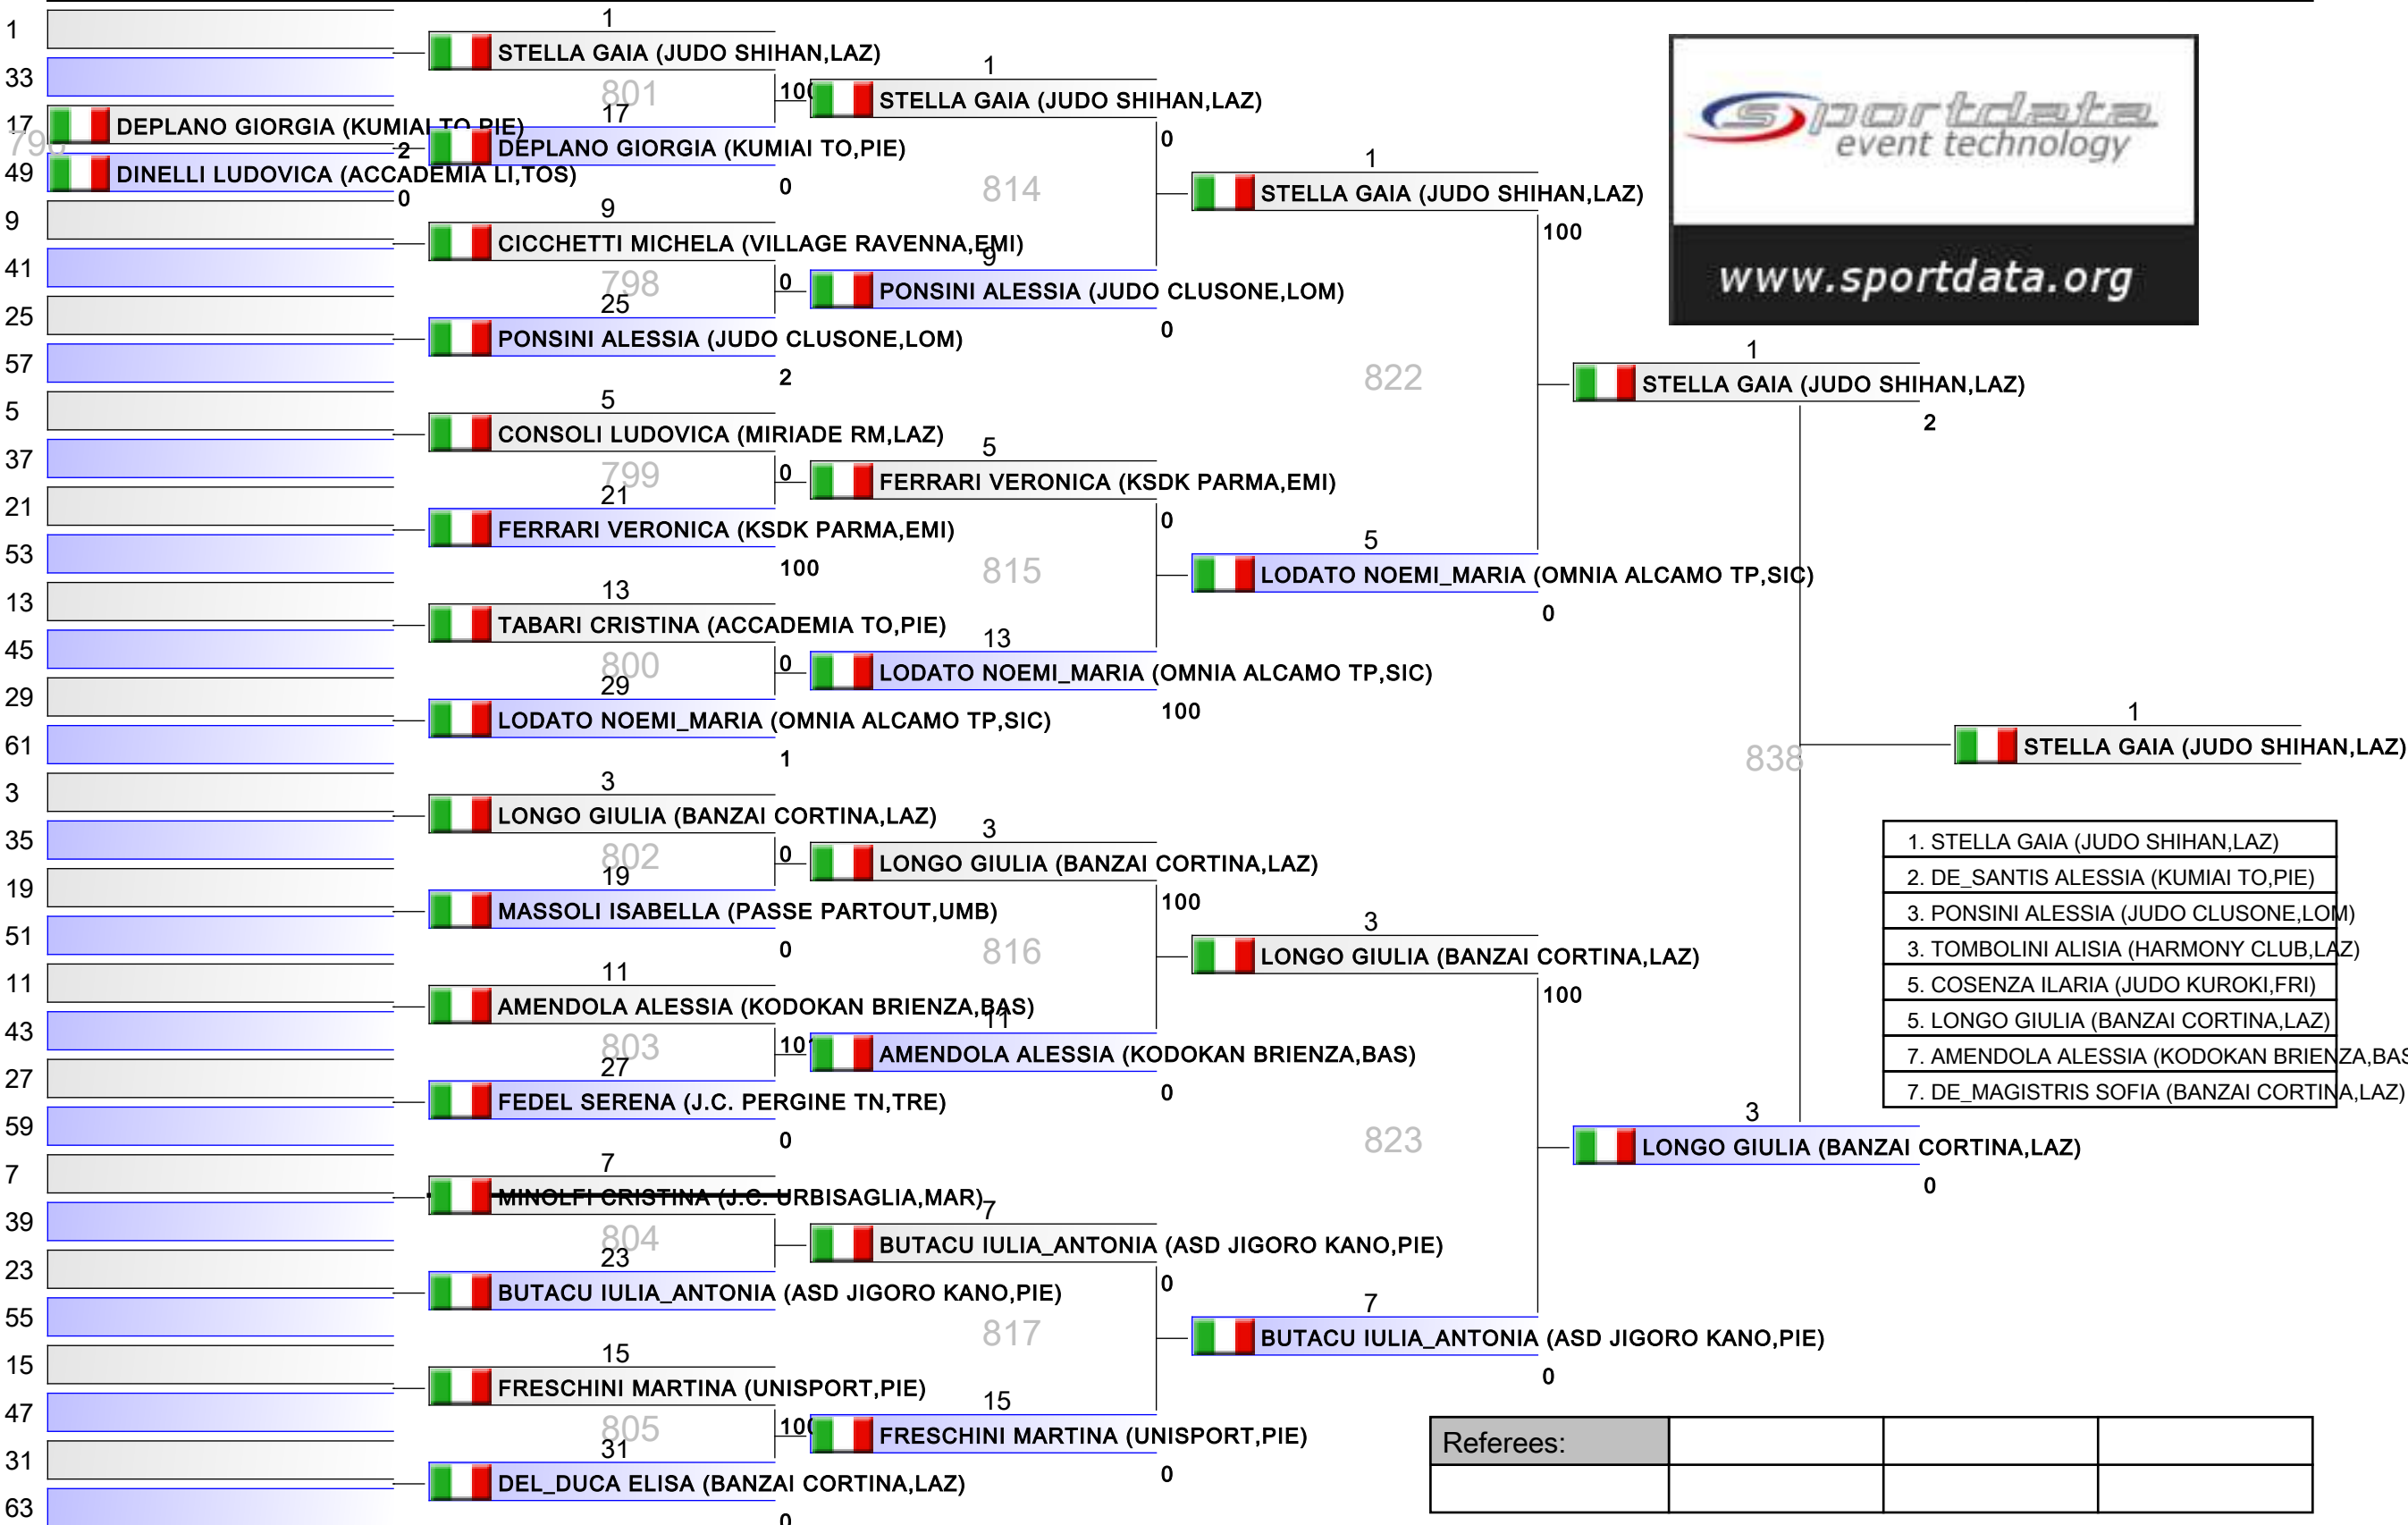 1
33
17 DEPLANO GIORGIA (KUMIAI TO,PIE)
2
49 DINELLI LUDOVICA (ACCADEMIA LI,TOS)
0
9
41
25
57
5
37
21
53
13
45
29
61
3
35
19
51
11
43
27
59
7
39
23
55
15
47
31
63
1
STELLA GAIA (JUDO SHIHAN,LAZ)
801
100
17
DEPLANO GIORGIA (KUMIAI TO,PIE)
0
9
CICCHETTI MICHELA (VILLAGE RAVENNA,EMI)
798
0
25
PONSINI ALESSIA (JUDO CLUSONE,LOM)
2
5
CONSOLI LUDOVICA (MIRIADE RM,LAZ)
799
0
21
FERRARI VERONICA (KSDK PARMA,EMI)
100
13
TABARI CRISTINA (ACCADEMIA TO,PIE)
800
0
29
LODATO NOEMI_MARIA (OMNIA ALCAMO TP,SIC)
1
3
LONGO GIULIA (BANZAI CORTINA,LAZ)
802
0
19
MASSOLI ISABELLA (PASSE PARTOUT,UMB)
0
11
AMENDOLA ALESSIA (KODOKAN BRIENZA,BAS)
803
27
FEDEL SERENA (J.C. PERGINE TN,TRE)
0
7
MINOLFI CRISTINA (J.C. URBISAGLIA,MAR)
804
23
BUTACU IULIA_ANTONIA (ASD JIGORO KANO,PIE)
15
FRESCHINI MARTINA (UNISPORT,PIE)
805
100
31
DEL_DUCA ELISA (BANZAI CORTINA,LAZ)
0
1
STELLA GAIA (JUDO SHIHAN,LAZ)
0
814
9
PONSINI ALESSIA (JUDO CLUSONE,LOM)
0
5
FERRARI VERONICA (KSDK PARMA,EMI)
0
815
13
LODATO NOEMI_MARIA (OMNIA ALCAMO TP,SIC)
100
3
LONGO GIULIA (BANZAI CORTINA,LAZ)
100
816
11
AMENDOLA ALESSIA (KODOKAN BRIENZA,BAS)
0
7
BUTACU IULIA_ANTONIA (ASD JIGORO KANO,PIE)
0
817
15
FRESCHINI MARTINA (UNISPORT,PIE)
0
1
STELLA GAIA (JUDO SHIHAN,LAZ)
100
822
5
LODATO NOEMI_MARIA (OMNIA ALCAMO TP,SIC)
0
3
LONGO GIULIA (BANZAI CORTINA,LAZ)
100
823
7
BUTACU IULIA_ANTONIA (ASD JIGORO KANO,PIE)
0
sportdata
event technology
www.sportdata.org
1
STELLA GAIA (JUDO SHIHAN,LAZ)
2
838
3
LONGO GIULIA (BANZAI CORTINA,LAZ)
0
1
STELLA GAIA (JUDO SHIHAN,LAZ)
1. STELLA GAIA (JUDO SHIHAN,LAZ)
2. DE_SANTIS ALESSIA (KUMIAI TO,PIE)
3. PONSINI ALESSIA (JUDO CLUSONE,LOM)
3. TOMBOLINI ALISIA (HARMONY CLUB,LAZ)
5. COSENZA ILARIA (JUDO KUROKI,FRI)
5. LONGO GIULIA (BANZAI CORTINA,LAZ)
7. AMENDOLA ALESSIA (KODOKAN BRIENZA,BAS
7. DE_MAGISTRIS SOFIA (BANZAI CORTINA,LAZ)
Referees: